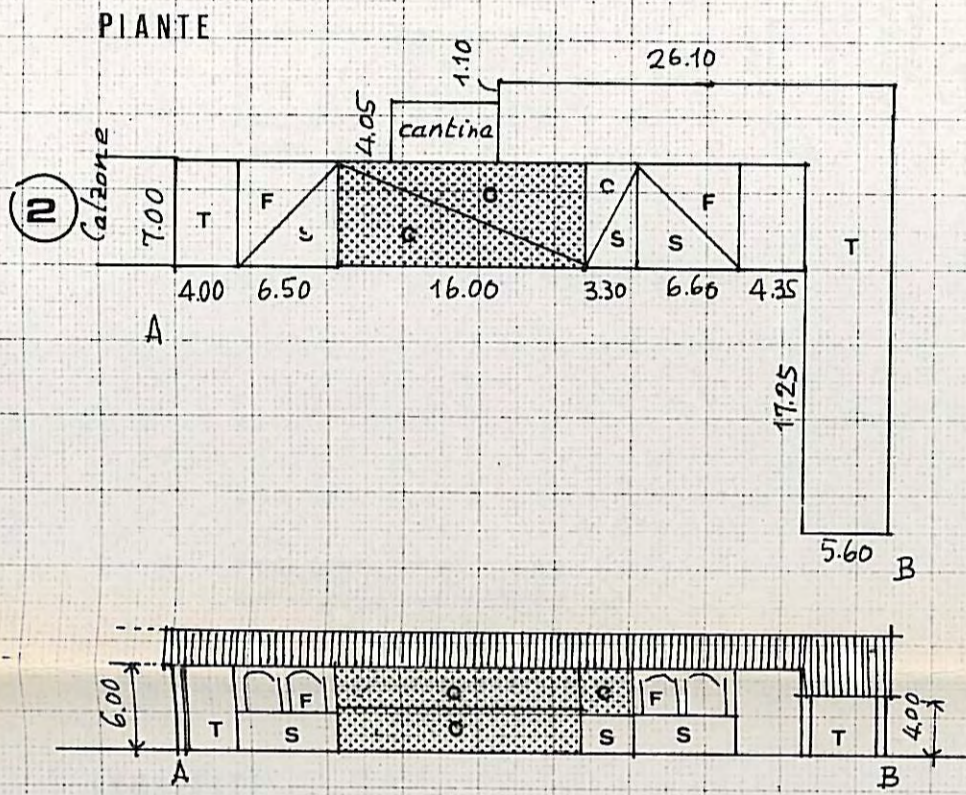 PIANTE
26.10
1.10
4.05
cantina
Calzone
2
7.00
T F S C C C S S F T
4.00 6.50 16.00 3.30 6.66 4.35
A
17.25
5.60 B
6.00
T F S C C C S F S T
4.00
A B